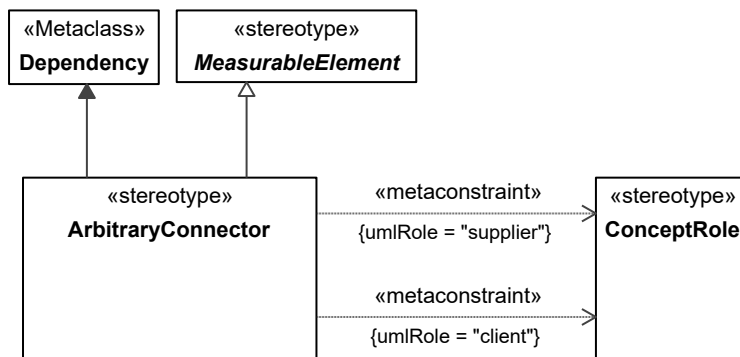 «Metaclass»
Dependency
«stereotype»
MeasurableElement
«stereotype»
ArbitraryConnector
«metaconstraint»
{umlRole = "supplier"}
«metaconstraint»
{umlRole = "client"}
«stereotype»
ConceptRole